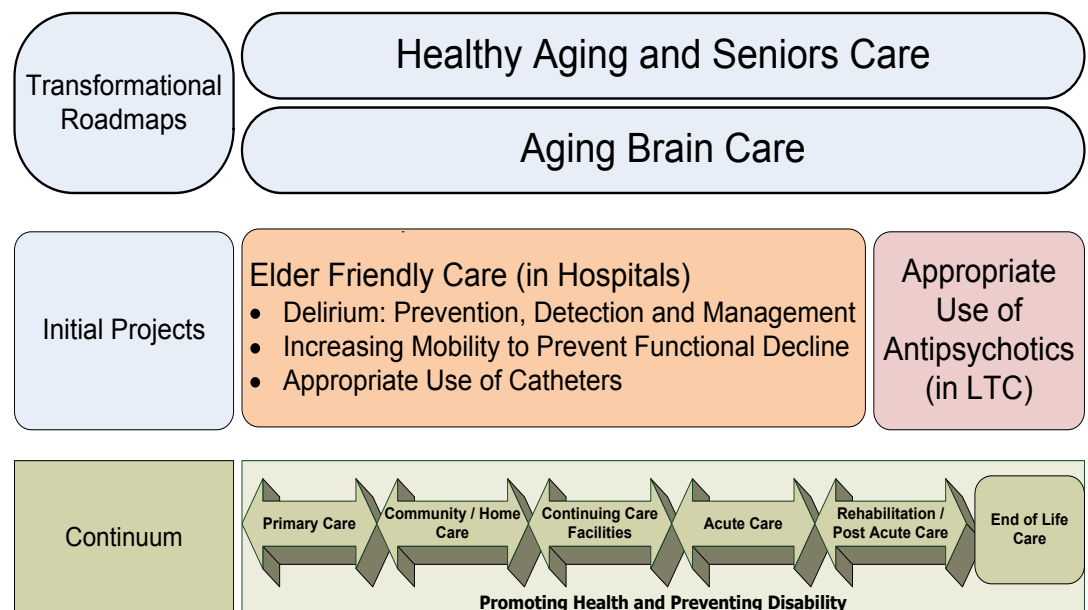 Transformational
Roadmaps
Healthy Aging and Seniors Care
Aging Brain Care
Initial Projects
Elder Friendly Care (in Hospitals)
• Delirium: Prevention, Detection and Management
• Increasing Mobility to Prevent Functional Decline
• Appropriate Use of Catheters
Appropriate
Use of
Antipsychotics
(in LTC)
Continuum
Primary Care
Community / Home
Care
Continuing Care
Facilities
Acute Care
Rehabilitation /
Post Acute Care
End of Life
Care
Promoting Health and Preventing Disability